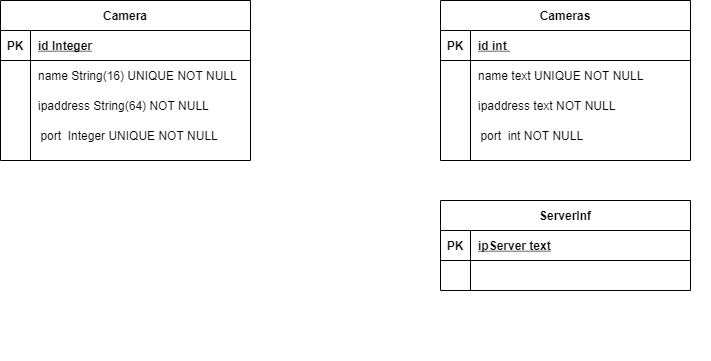 Camera
PK id Integer
name String(16) UNIQUE NOT NULL
ipaddress String(64) NOT NULL
port Integer UNIQUE NOT NULL
Cameras
PK id int
name text UNIQUE NOT NULL
ipaddress text NOT NULL
port int NOT NULL
ServerInf
PK ipServer text